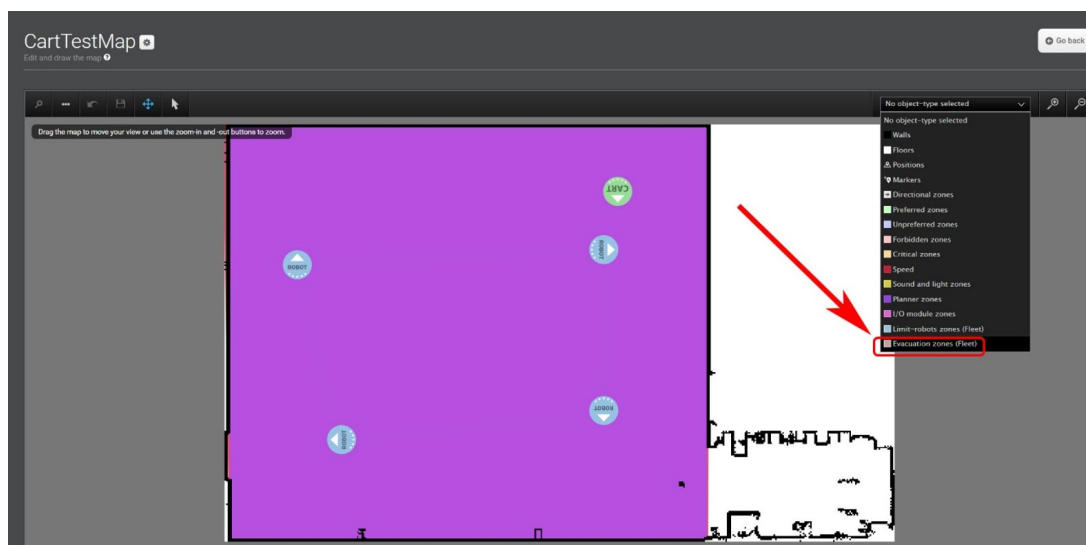 CartTestMap
Go back
Edit and draw the map
No object-type selected
Drag the map to move your view or use the zoom-in and -out buttons to zoom.
No object-type selected
Walls
Floors
Positions
Markers
Directional zones
Preferred zones
Unpreferred zones
Forbidden zones
Critical zones
Speed
Sound and light zones
Planner zones
I/O module zones
Limit-robots zones (Fleet)
Evacuation zones (Fleet)
CART
ROBOT
ROBOT
ROBOT
ROBOT